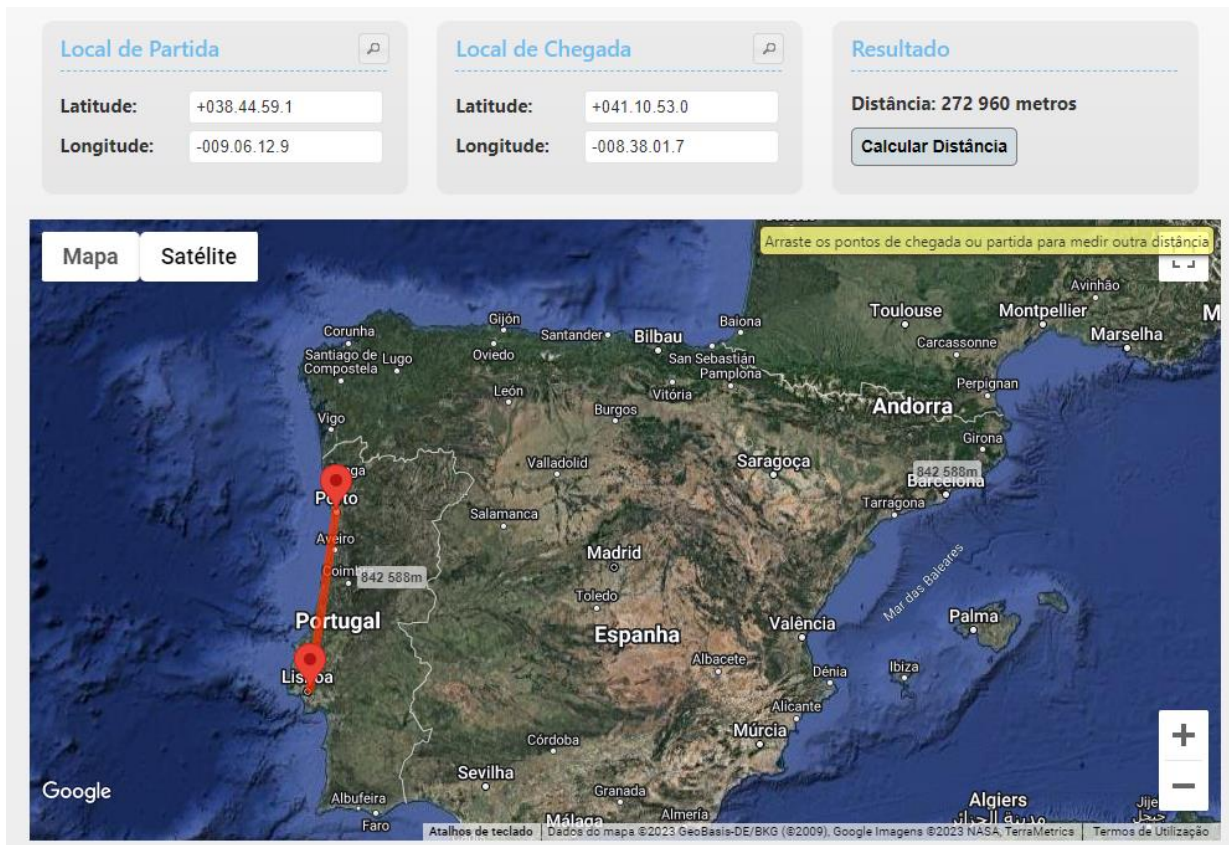 Local de Partida
Latitude: +038.44.59.1
Longitude: -009.06.12.9
Local de Chegada
Latitude: +041.10.53.0
Longitude: -008.38.01.7
Resultado
Distância: 272 960 metros
Calcular Distância
Mapa Satélite
Arraste os pontos de chegada ou partida para medir outra distância
Avinhão
Toulouse
Montpellier
M
Gijón
Baiona
Corunha
Santander
Bilbau
Marselha
Carcassonne
Santiago de
Compostela
Lugo
Oviedo
San Sebastián
Pamplona
Perpignan
León
Vitória
Andorra
Burgos
Vigo
Girona
Valladolid
Saragoça
842 588m
Barcelona
Porto
Tarragona
Salamanca
Aveiro
Madrid
Coimbra
842 588m
Toledo
Mar das Baleares
Portugal
Espanha
Valência
Palma
Albacete
Ibiza
Lisboa
Dénia
Alicante
Múrcia
Córdoba
Sevilha
Google
Granada
Albufeira
Algiers
Almería
Faro
Málaga
مدينة الجزائر
Atalhos de teclado
Dados do mapa ©2023 GeoBasis-DE/BKG (©2009), Google Imagens ©2023 NASA, TerraMetrics
Termos de Utilização